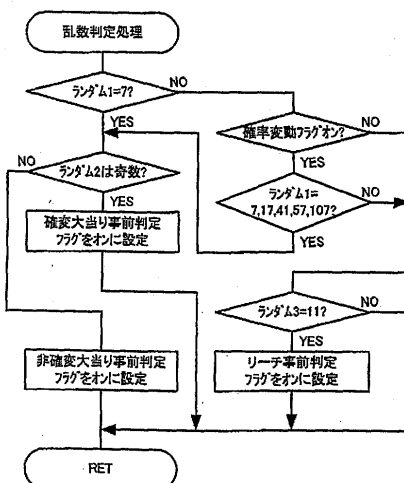 乱数判定処理
ランダム1=7?
NO
YES
確率変動フラグオン?
NO
YES
ランダム2は奇数?
NO
YES
ランダム1=
7,17,41,57,107?
NO
YES
確変大当り事前判定
フラグをオンに設定
ランダム3=11?
NO
YES
非確変大当り事前判定
フラグをオンに設定
リーチ事前判定
フラグをオンに設定
RET